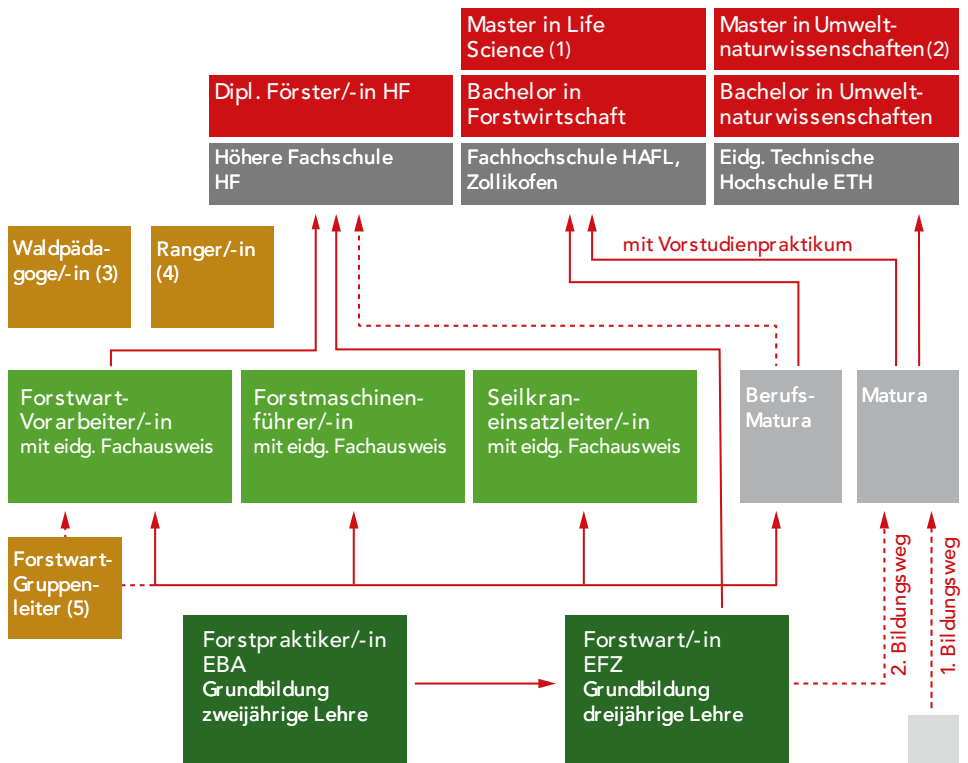 Master in Life
Science (1)
Master in Umwelt-
naturwissenschaften (2)
Dipl. Förster/-in HF
Bachelor in
Forstwirtschaft
Bachelor in Umwelt-
naturwissenschaften
Höhere Fachschule
HF
Fachhochschule HAFL,
Zollikofen
Eidg. Technische
Hochschule ETH
Waldpäda-
goge/-in (3)
Ranger/-in
(4)
mit Vorstudienpraktikum
Forstwart-
Vorarbeiter/-in
mit eidg. Fachausweis
Forstmaschinen-
führer/-in
mit eidg. Fachausweis
Seilkran-
einsatzleiter/-in
mit eidg. Fachausweis
Berufs-
Matura
Matura
Forstwart-
Gruppen-
leiter (5)
2. Bildungsweg
1. Bildungsweg
Forstpraktiker/-in
EBA
Grundbildung
zweijährige Lehre
Forstwart/-in
EFZ
Grundbildung
dreijährige Lehre